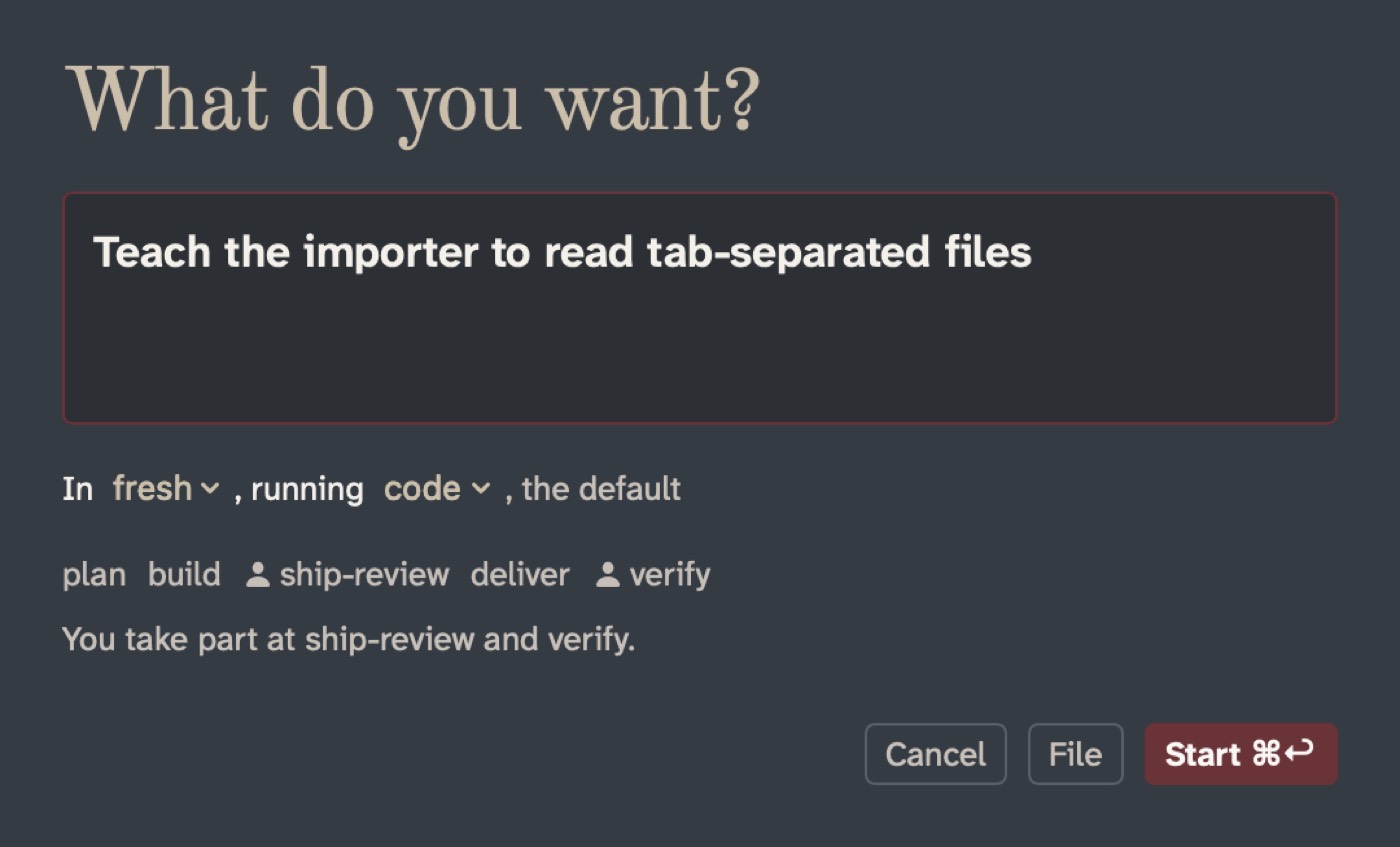 What do you want?
Teach the importer to read tab-separated files
In fresh , running code , the default
plan build ship-review deliver verify
You take part at ship-review and verify.
Cancel File Start ⌘↩